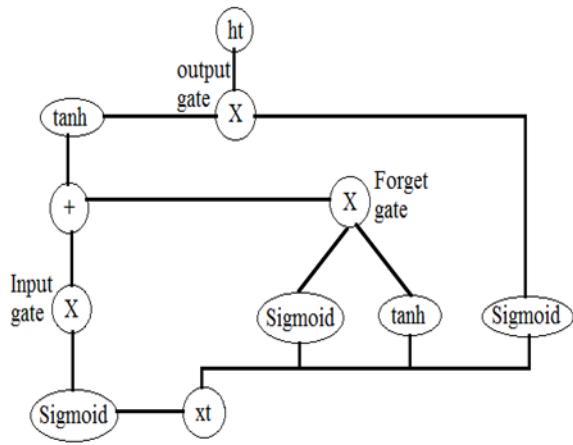 ht
output
gate
tanh
X
+
X
Forget
gate
Input
gate
X
Sigmoid
tanh
Sigmoid
Sigmoid
xt